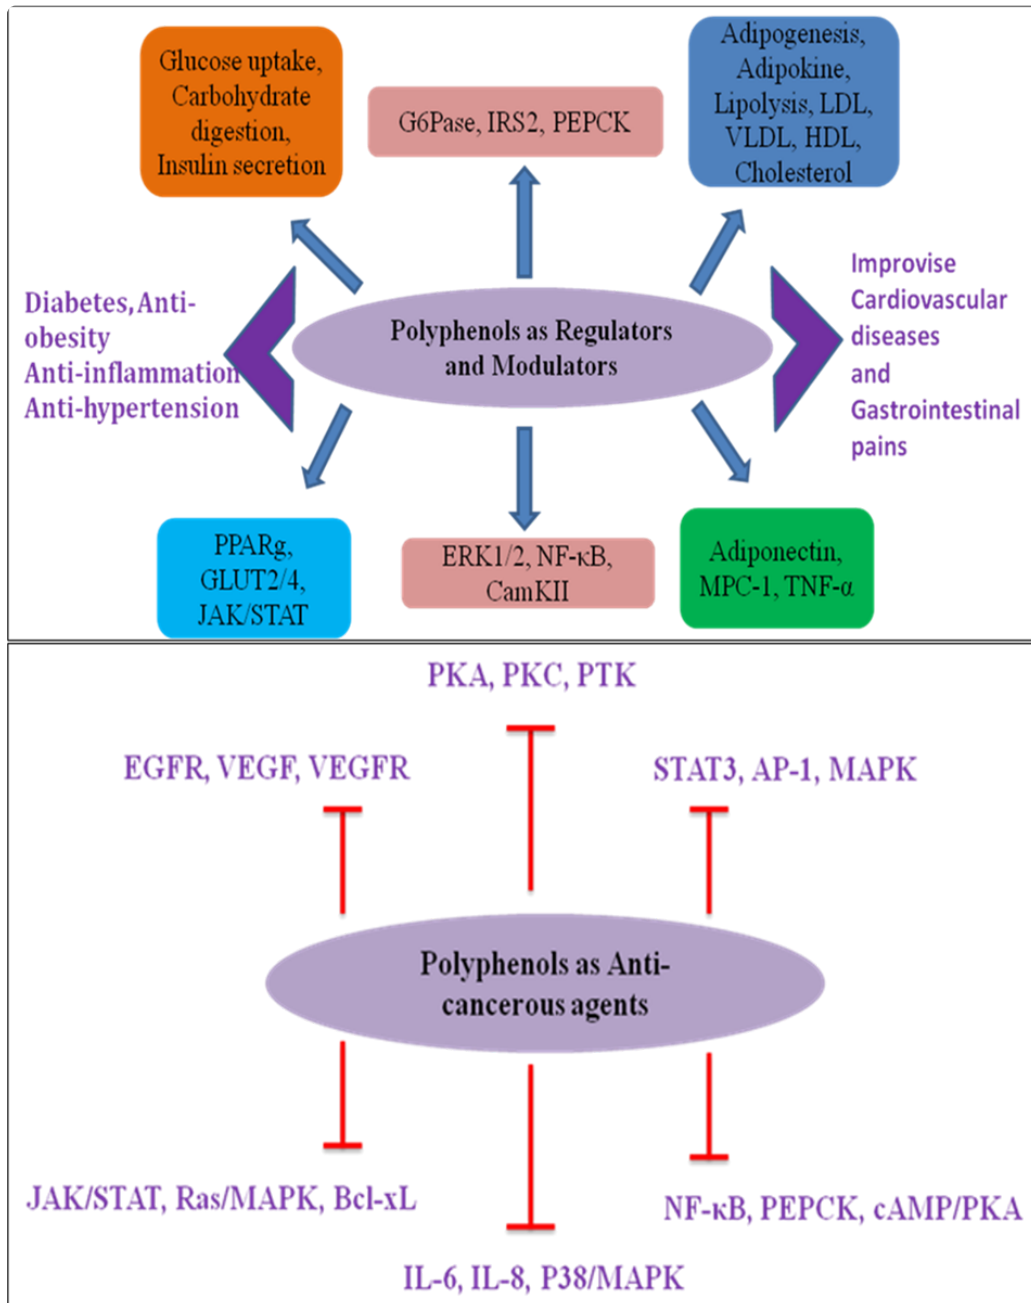 Glucose uptake,
Carbohydrate
digestion,
Insulin secretion
G6Pase, IRS2, PEPCK
Adipogenesis,
Adipokine,
Lipolysis, LDL,
VLDL, HDL,
Cholesterol
Diabetes, Anti-
obesity
Anti-inflammation
Anti-hypertension
Polyphenols as Regulators
and Modulators
Improvise
Cardiovascular
diseases
and
Gastrointestinal
pains
PPARg,
GLUT2/4,
JAK/STAT
ERK1/2, NF-κB,
CamKII
Adiponectin,
MPC-1, TNF-α
PKA, PKC, PTK
EGFR, VEGF, VEGFR
STAT3, AP-1, MAPK
Polyphenols as Anti-
cancerous agents
JAK/STAT, Ras/MAPK, Bcl-xL
NF-κB, PEPCK, cAMP/PKA
IL-6, IL-8, P38/MAPK